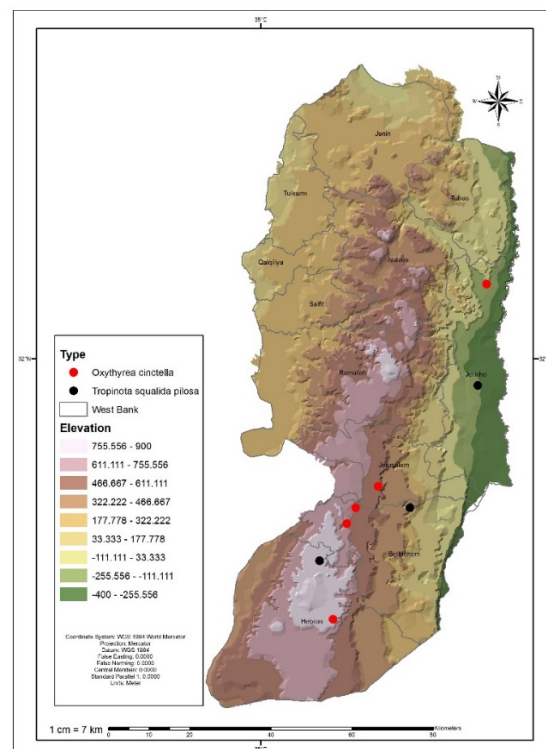 35°E
N
W
E
S
Jenin
Tubas
Tulkarm
Nablus
Qalqiliya
Salfit
32°N
32°
Ramallah
Jericho
Jerusalem
Bethlehem
Hebron
Type
Oxythyrea cinctella
Tropinota squalida pilosa
West Bank
Elevation
755.556 - 900
611.111 - 755.556
466.667 - 611.111
322.222 - 466.667
177.778 - 322.222
33.333 - 177.778
-111.111 - 33.333
-255.556 - -111.111
-400 - -255.556
Coordinate System: WGS 1984 World Mercator
Projection: Mercator
Datum: WGS 1984
False Easting: 0.0000
False Northing: 0.0000
Central Meridian: 0.0000
Standard Parallel 1: 0.0000
Units: Meter
1 cm = 7 km
0
10
20
40
60
80
Kilometers
35°E